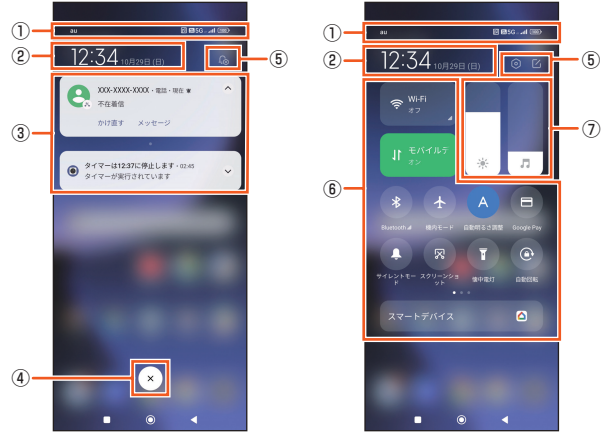 ①
au
5G
②
12:34 10月29日(日)
⑤
③
XXX-XXXX-XXXX・電話・現在
不在着信
かけ直す メッセージ
タイマーは12:37に停止します・02:45
タイマーが実行されています
④
①
au
5G
②
12:34 10月29日(日)
⑤
Wi-Fi
オフ
⑦
モバイルデ
オン
⑥
A
Bluetooth 機内モード 自動明るさ調整 Google Pay
サイレントモード スクリーンショット 懐中電灯 自動回転
スマートデバイス